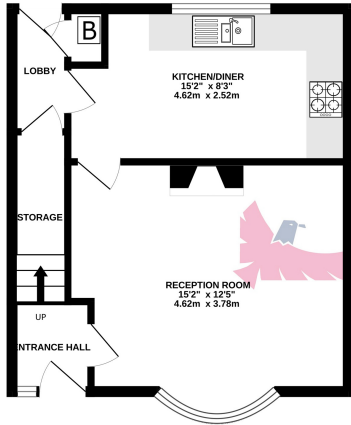 B
LOBBY
KITCHEN/DINER
15'2" x 8'3"
4.62m x 2.52m
STORAGE
RECEPTION ROOM
15'2" x 12'5"
4.62m x 3.78m
UP
ENTRANCE HALL